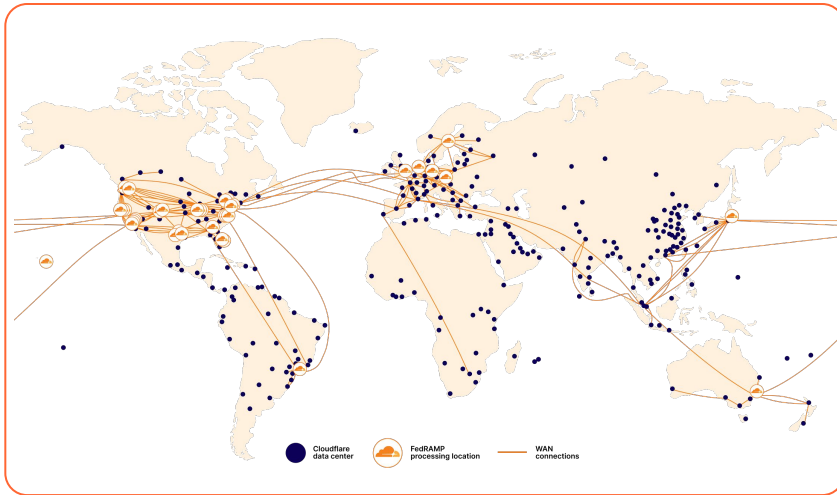 Cloudflare
data center
FedRAMP
processing location
WAN
connections